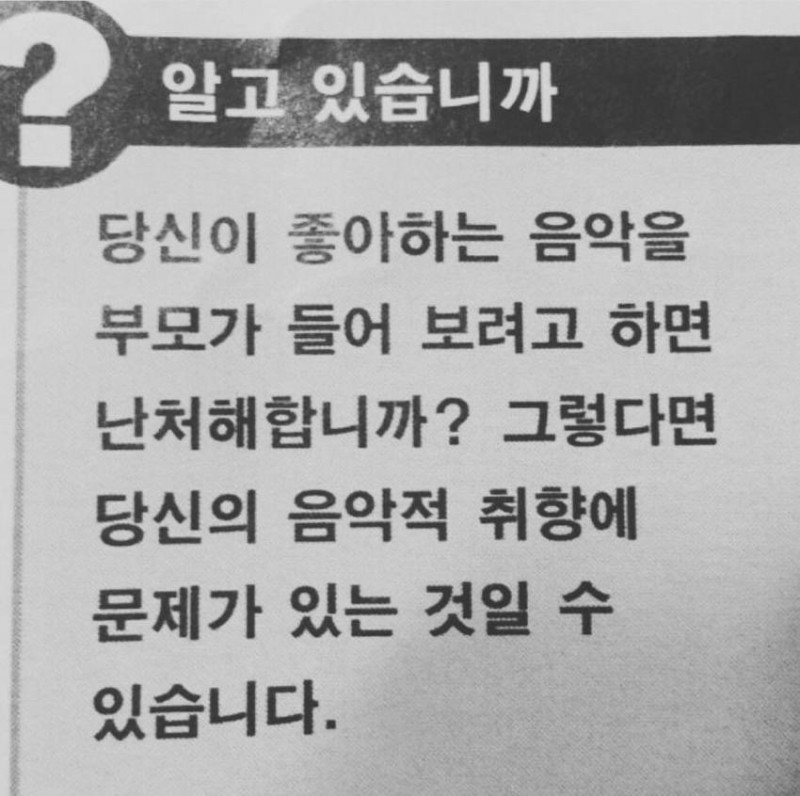 ?
알고 있습니까
당신이 좋아하는 음악을
부모가 들어 보려고 하면
난처해합니까? 그렇다면
당신의 음악적 취향에
문제가 있는 것일 수
있습니다.